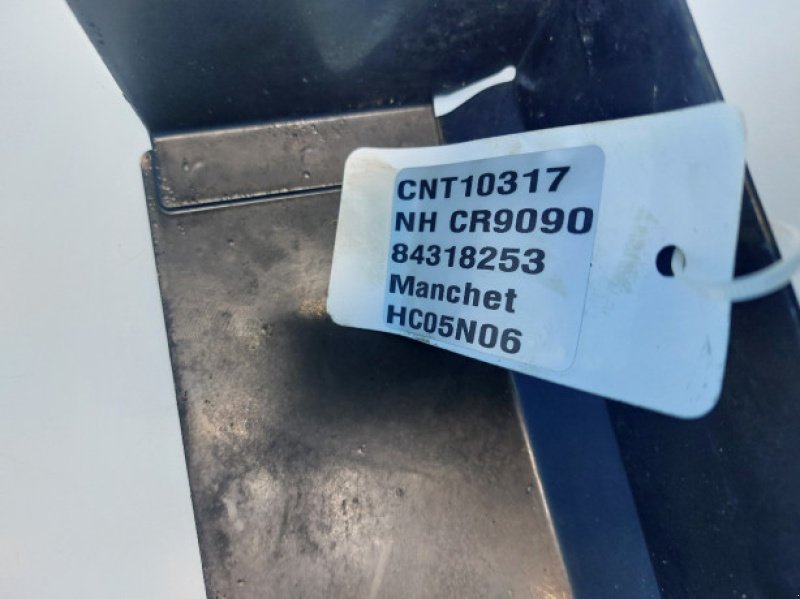 CNT10317
NH CR9090
84318253
Manchet
HC05N06